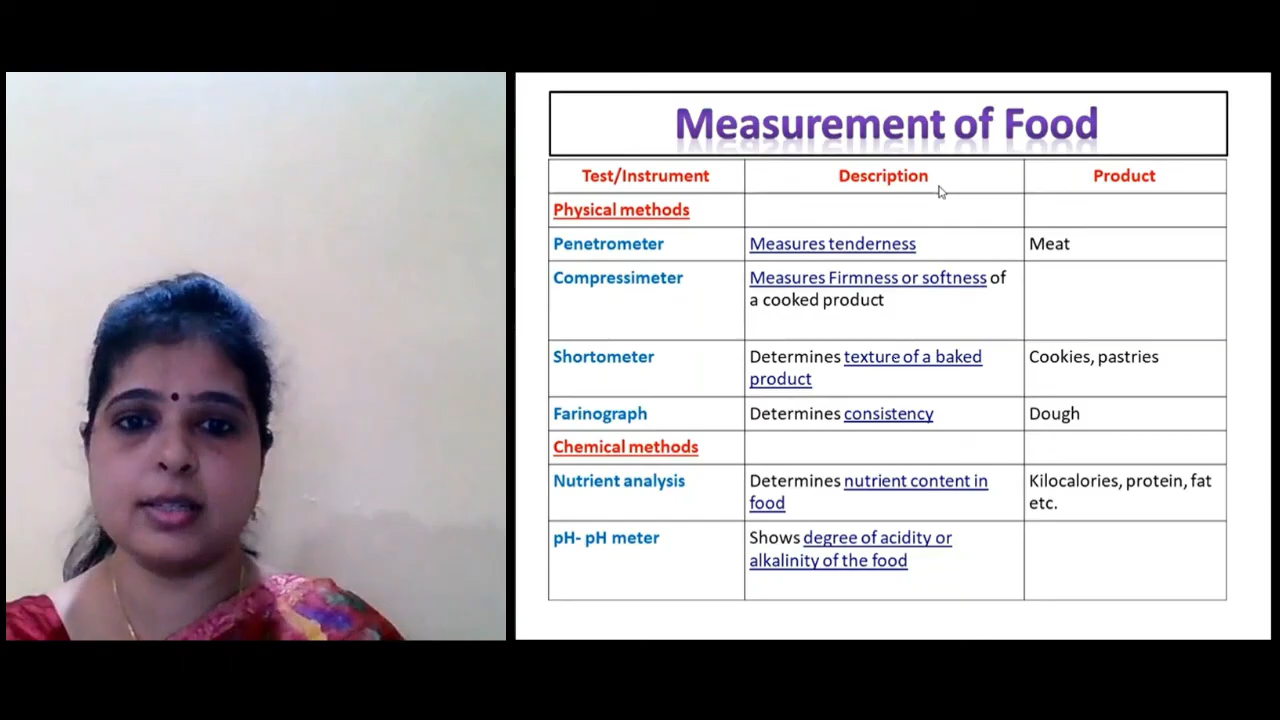 Measurement of Food
Test/Instrument Description Product
Physical methods
Penetrometer Measures tenderness Meat
Compressimeter Measures Firmness or softness of
a cooked product
Shortometer Determines texture of a baked Cookies, pastries
product
Farinograph Determines consistency Dough
Chemical methods
Nutrient analysis Determines nutrient content in Kilocalories, protein, fat
food etc.
pH- pH meter Shows degree of acidity or
alkalinity of the food